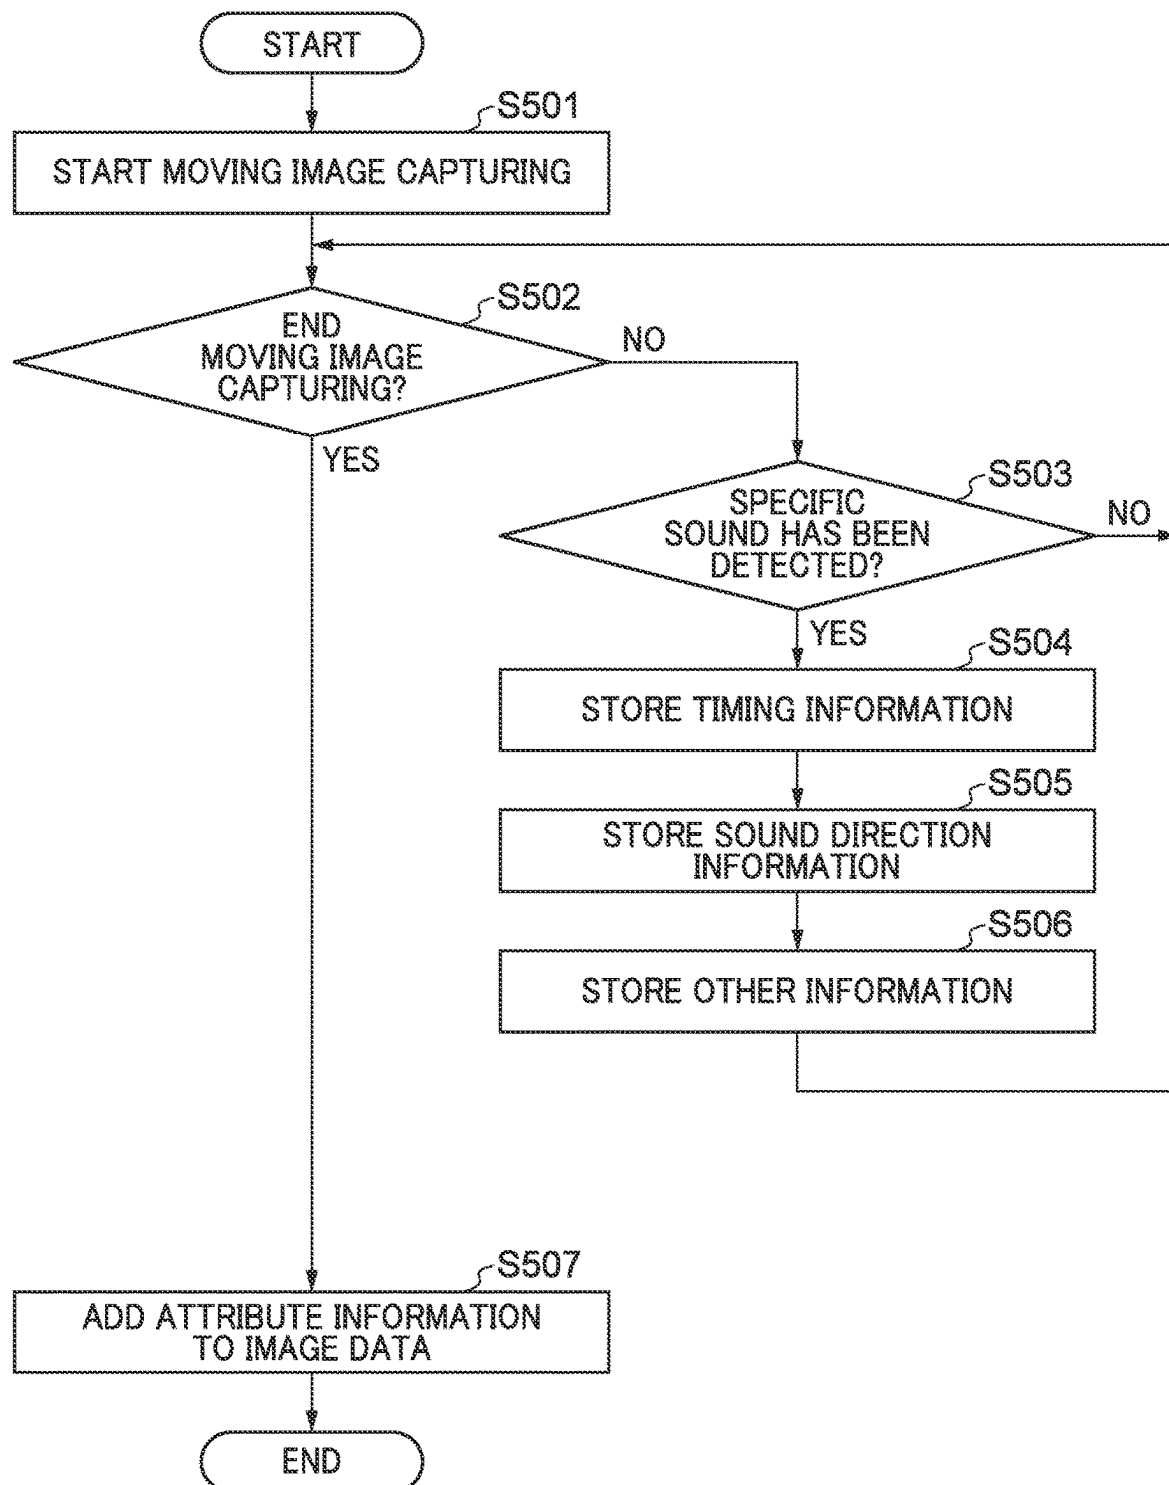 START
S501
START MOVING IMAGE CAPTURING
S502
END
MOVING IMAGE
CAPTURING?
NO
YES
S503
SPECIFIC
SOUND HAS BEEN
DETECTED?
NO
YES
S504
STORE TIMING INFORMATION
S505
STORE SOUND DIRECTION
INFORMATION
S506
STORE OTHER INFORMATION
S507
ADD ATTRIBUTE INFORMATION
TO IMAGE DATA
END